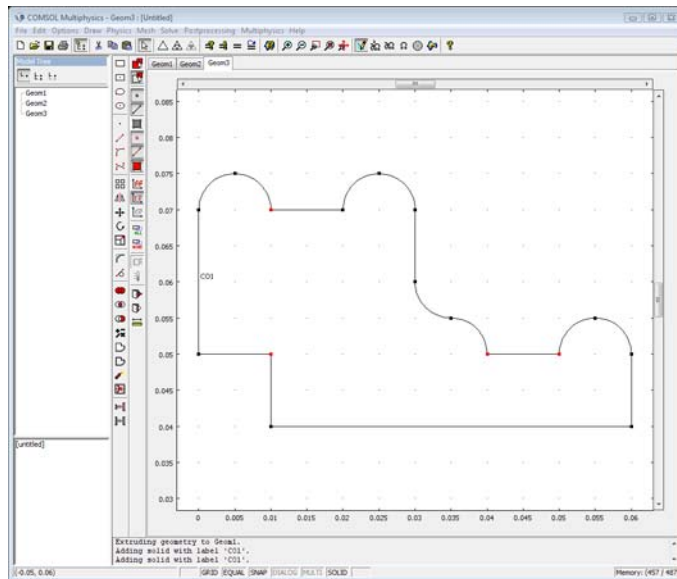 COMSOL Multiphysics - Geom3 : [Untitled]
File Edit Options Draw Physics Mesh Solve Postprocessing Multiphysics Help
Model Tree
Geom1 Geom2 Geom3
Geom1
Geom2
Geom3
0.085
0.08
0.075
0.07
0.065
0.06
0.055
0.05
0.045
0.04
0.035
0.03
CO1
0 0.005 0.01 0.015 0.02 0.025 0.03 0.035 0.04 0.045 0.05 0.055 0.06
[untitled]
Extruding geometry to Geom1.
Adding solid with label 'CO1'.
Adding solid with label 'CO1'.
(-0.05, 0.06) GRID EQUAL SNAP DIALOG MULTI SOLID Memory: (457 / 487